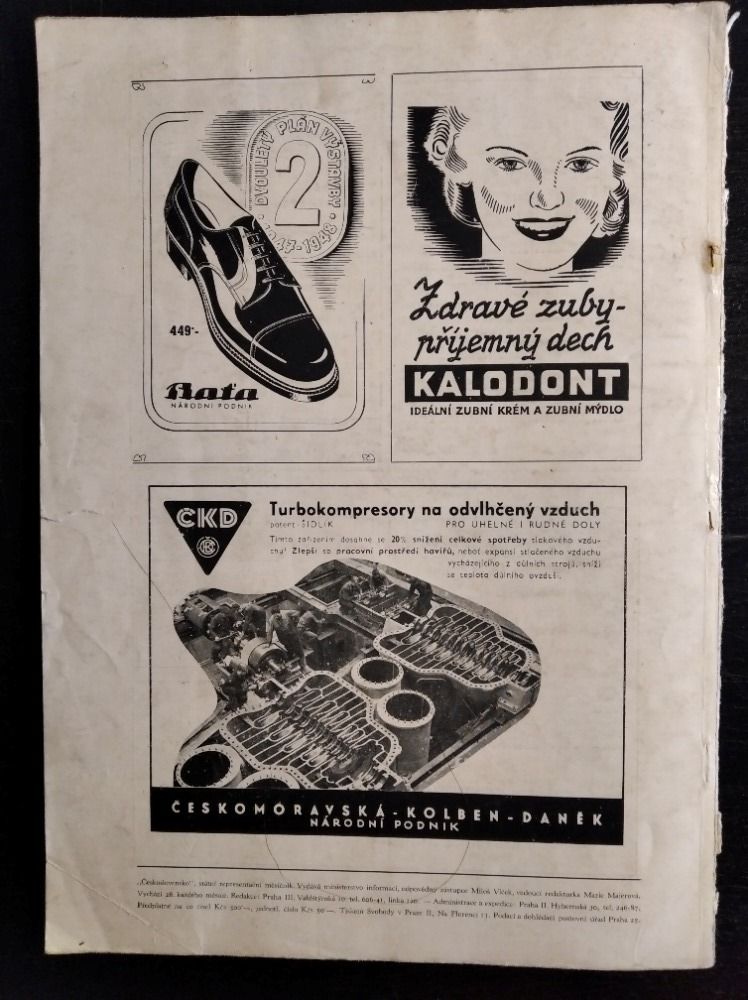 DVOULETÝ PLÁN VÝSTAVBY
2
1947-1948
449'-
Baťa
NÁRODNÍ PODNIK
Zdravé zuby-
příjemný dech
KALODONT
IDEÁLNÍ ZUBNÍ KRÉM A ZUBNÍ MÝDLO
ČKD
Turbokompresory na odvlhčený vzduch
patent ŠIDLÍK PRO UHELNÉ I RUDNÉ DOLY
Tímto zařízením dosáhne se 20% snížení celkové spotřeby tlakového vzdu-
chu! Zlepší se pracovní prostředí havířů, neboť expansí stlačeného vzduchu
vycházejícího z důlních strojů, sníží
se teplota důlního ovzduší.
ČESKOMORAVSKÁ-KOLBEN-DANĚK
NÁRODNÍ PODNIK
„Československo", státní representační měsíčník. Vydává ministerstvo informací, odpovědný zástupce Miloš Vlček, vedoucí redaktorka Marie Majerová.
Vychází 28. každého měsíce. Redakce: Praha III, Valdštýnská 10, tel. 626-41, linka — Administrace a expedice: Praha II, Hybernská 30, tel. 246-87.
Předplatné na 10 čísel Kčs 500'—, jednotl. čísla Kčs 50 — Tiskem Svobody v Praze II, Na Florenci 13. Podací a dohlédací poštovní úřad Praha 25.